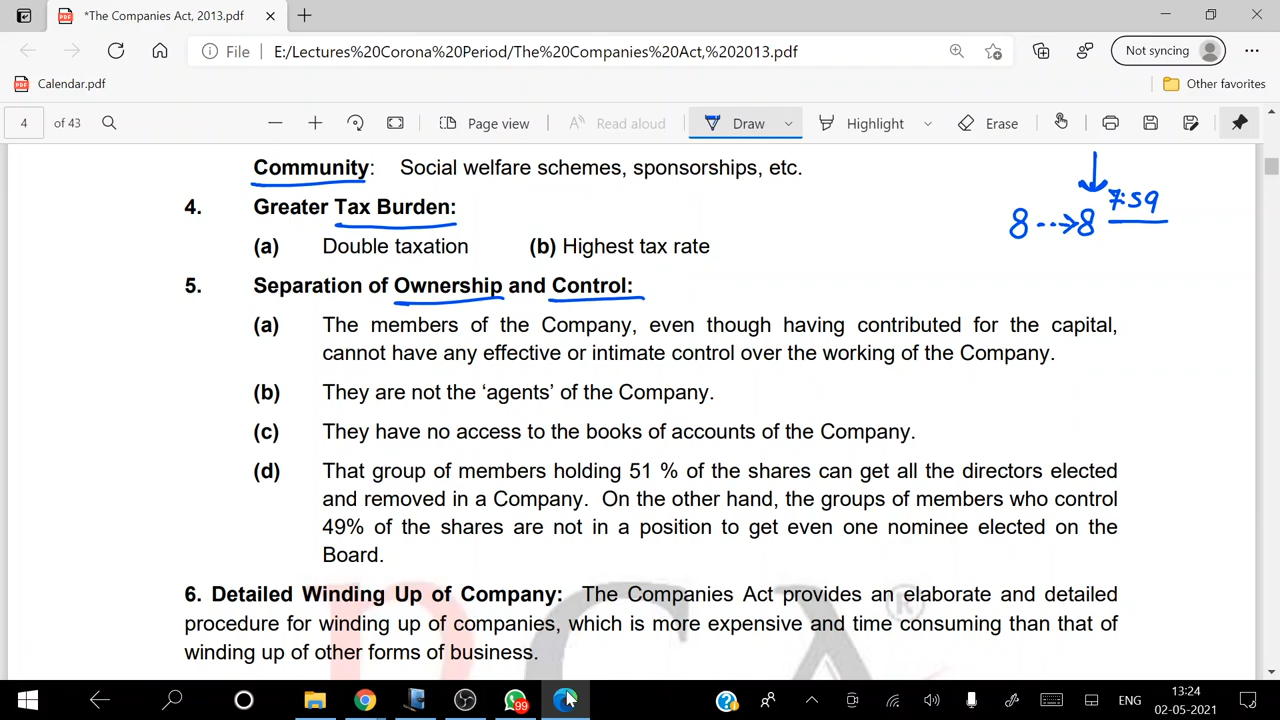 *The Companies Act, 2013.pdf
File E:/Lectures%20Corona%20Period/The%20Companies%20Act,%202013.pdf Not syncing
Calendar.pdf Other favorites
4 of 43 Page view Read aloud Draw Highlight Erase
Community: Social welfare schemes, sponsorships, etc.
7:59
8 --→ 8
4. Greater Tax Burden:
(a) Double taxation (b) Highest tax rate
5. Separation of Ownership and Control:
(a) The members of the Company, even though having contributed for the capital,
cannot have any effective or intimate control over the working of the Company.
(b) They are not the ‘agents’ of the Company.
(c) They have no access to the books of accounts of the Company.
(d) That group of members holding 51 % of the shares can get all the directors elected
and removed in a Company. On the other hand, the groups of members who control
49% of the shares are not in a position to get even one nominee elected on the
Board.
6. Detailed Winding Up of Company: The Companies Act provides an elaborate and detailed
procedure for winding up of companies, which is more expensive and time consuming than that of
winding up of other forms of business.
99 ENG 13:24
02-05-2021